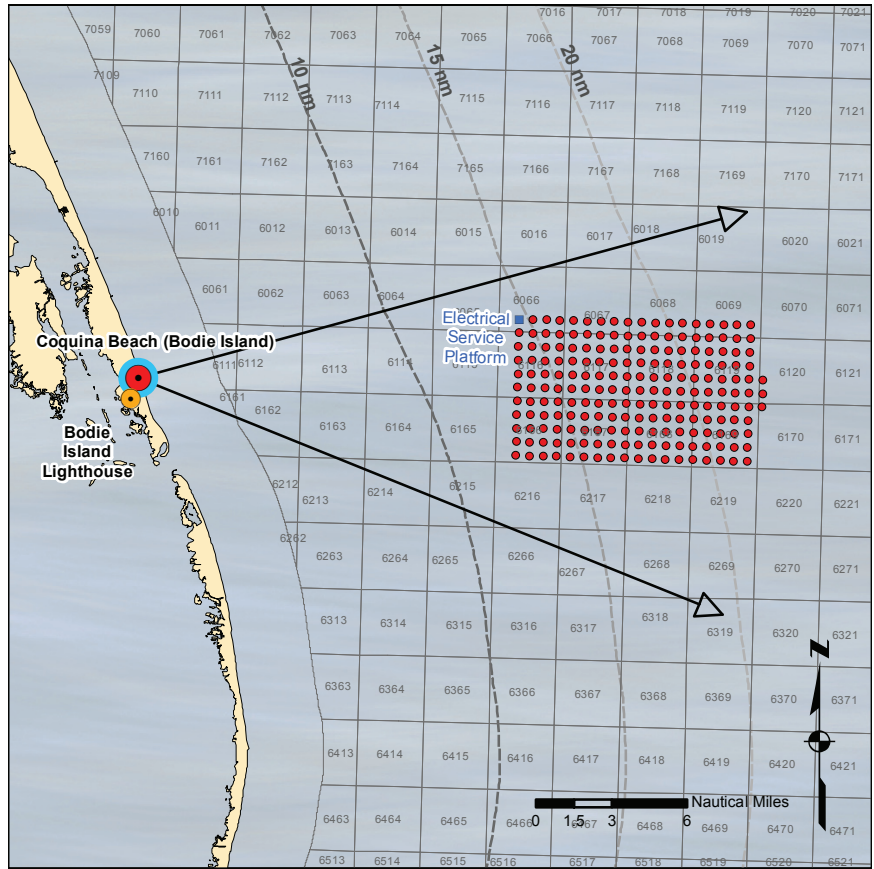 7016 7017 7018 7019 7020 7021
7059 7060 7061 7062 7063 7064 7065 7066 7067 7068 7069 7070 7071
10 nm
15 nm
20 nm
7109
7110 7111 7112 7113 7114 7115 7116 7117 7118 7119 7120 7121
7160 7161 7162 7163 7164 7165 7166 7167 7168 7169 7170 7171
6010 6011 6012 6013 6014 6015 6016 6017 6018 6019 6020 6021
6061 6062 6063 6064 6066 6067 6068 6069 6070 6071
Electrical
Service
Platform
Coquina Beach (Bodie Island)
6111 6112 6113 6114 6120 6121
6161 6162 6163 6164 6165 6170 6171
Bodie
Island
Lighthouse
6212 6213 6214 6215 6216 6217 6218 6219 6220 6221
6262 6263 6264 6265 6266 6267 6268 6269 6270 6271
6313 6314 6315 6316 6317 6318 6319 6320 6321
N
6363 6364 6365 6366 6367 6368 6369 6370 6371
6413 6414 6415 6416 6417 6418 6419 6420 6421
Nautical Miles
0 1.5 3 6
6463 6464 6465 6466 6467 6468 6469 6470 6471
6513 6514 6515 6516 6517 6518 6519 6520 6521